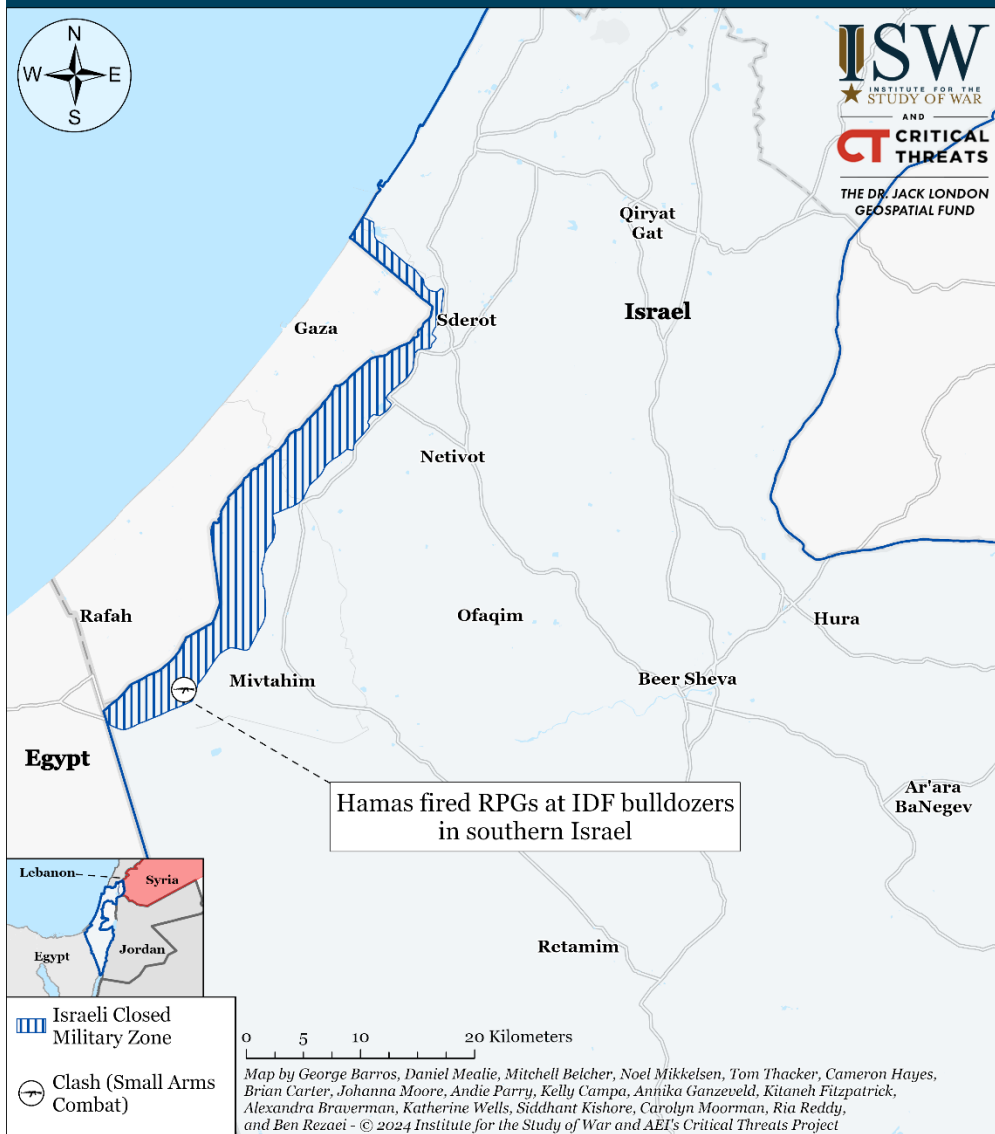 N
W
E
S
ISW
INSTITUTE FOR THE
STUDY OF WAR
AND
CT CRITICAL
THREATS
THE DR. JACK LONDON
GEOSPATIAL FUND
Qiryat
Gat
Israel
Gaza
Sderot
Netivot
Rafah
Ofaqim
Hura
Mivtahim
Beer Sheva
Egypt
Ar'ara
BaNegev
Hamas fired RPGs at IDF bulldozers
in southern Israel
Retamim
Lebanon
Syria
Egypt
Jordan
Israeli Closed
Military Zone
Clash (Small Arms
Combat)
0 5 10 20 Kilometers
Map by George Barros, Daniel Mealie, Mitchell Belcher, Noel Mikkelsen, Tom Thacker, Cameron Hayes,
Brian Carter, Johanna Moore, Andie Parry, Kelly Campa, Annika Ganzeveld, Kitaneh Fitzpatrick,
Alexandra Braverman, Katherine Wells, Siddhant Kishore, Carolyn Moorman, Ria Reddy,
and Ben Rezaei - © 2024 Institute for the Study of War and AEI's Critical Threats Project